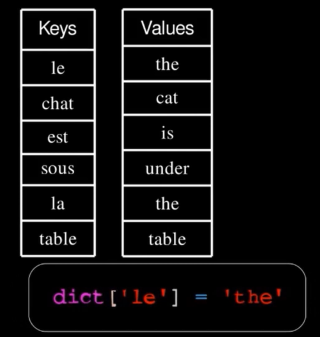 Keys Values
le the
chat cat
est is
sous under
la the
table table
dict['le'] = 'the'